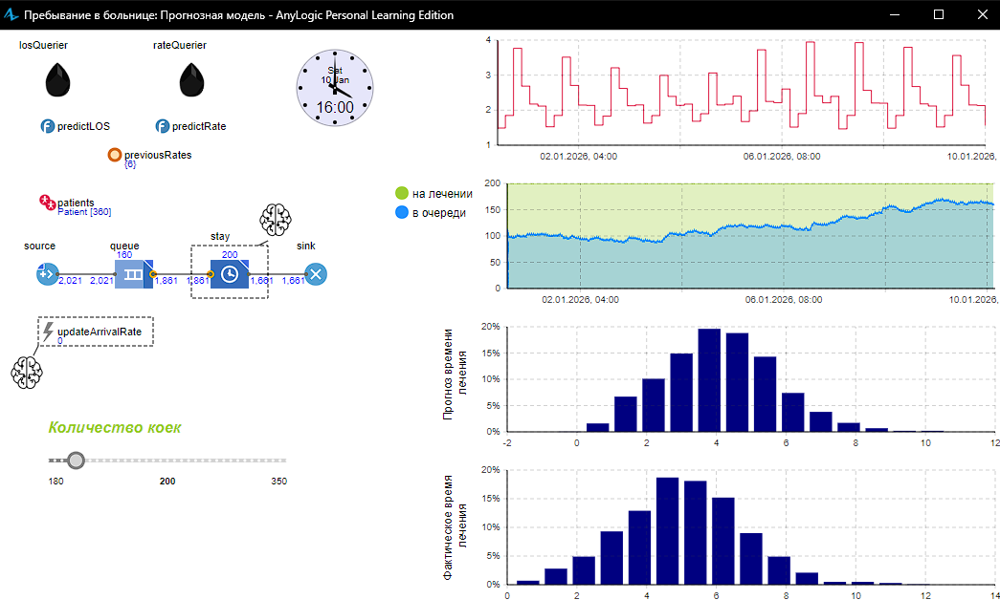 Пребывание в больнице: Прогнозная модель - AnyLogic Personal Learning Edition
losQuerier
rateQuerier
predictLOS
predictRate
previousRates
{6}
Sat
10 Jan
16:00
patients
Patient [360]
source
queue
160
stay
200
sink
2,021
2,021
1,861
1,861
1,661
1,661
updateArrivalRate
0
Количество коек
180
200
350
4
3
2
1
02.01.2026, 04:00
06.01.2026, 08:00
10.01.2026,
на лечении
в очереди
200
150
100
50
0
02.01.2026, 04:00
06.01.2026, 08:00
10.01.2026,
Прогноз времени
лечения
20%
15%
10%
5%
0%
-2
0
2
4
6
8
10
12
Фактическое время
лечения
20%
15%
10%
5%
0%
0
2
4
6
8
10
12
14